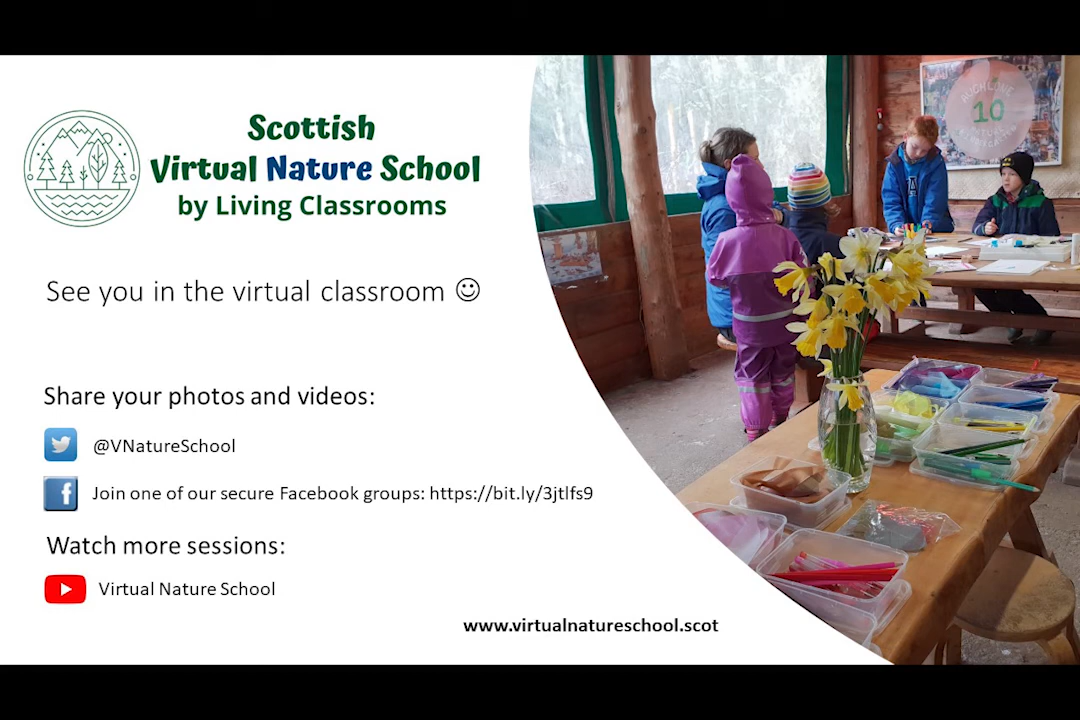 Scottish
Virtual Nature School
by Living Classrooms
See you in the virtual classroom ☺
Share your photos and videos:
@VNatureSchool
Join one of our secure Facebook groups: https://bit.ly/3jtlfs9
Watch more sessions:
Virtual Nature School
www.virtualnatureschool.scot
10